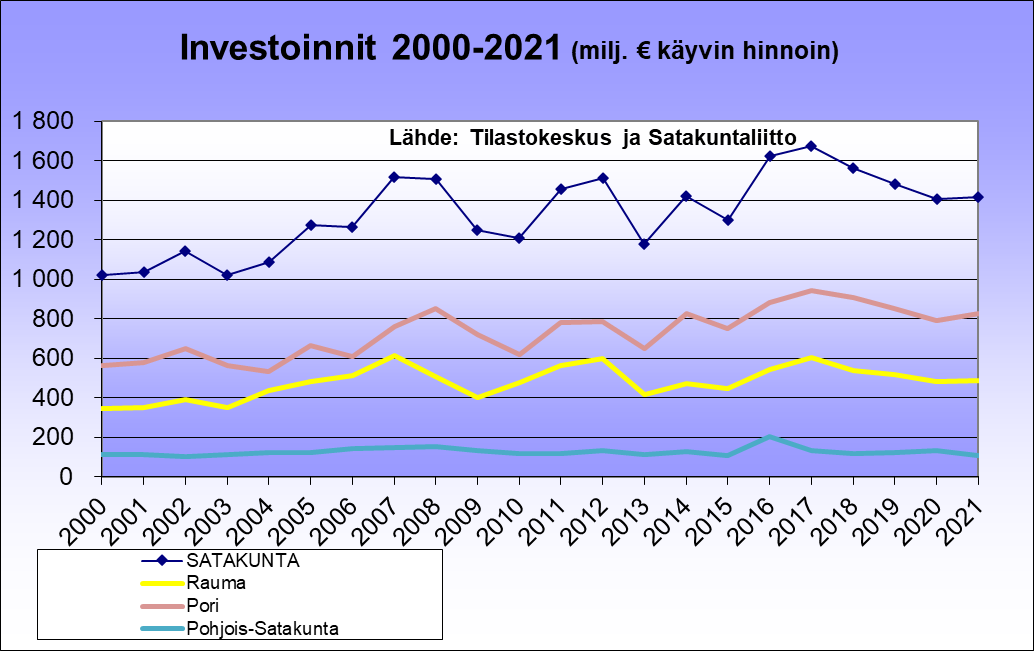 Investoinnit 2000-2021 (milj. € käyvin hinnoin)
Lähde: Tilastokeskus ja Satakuntaliitto
1 800
1 600
1 400
1 200
1 000
800
600
400
200
0
2000 2001 2002 2003 2004 2005 2006 2007 2008 2009 2010 2011 2012 2013 2014 2015 2016 2017 2018 2019 2020 2021
SATAKUNTA
Rauma
Pori
Pohjois-Satakunta